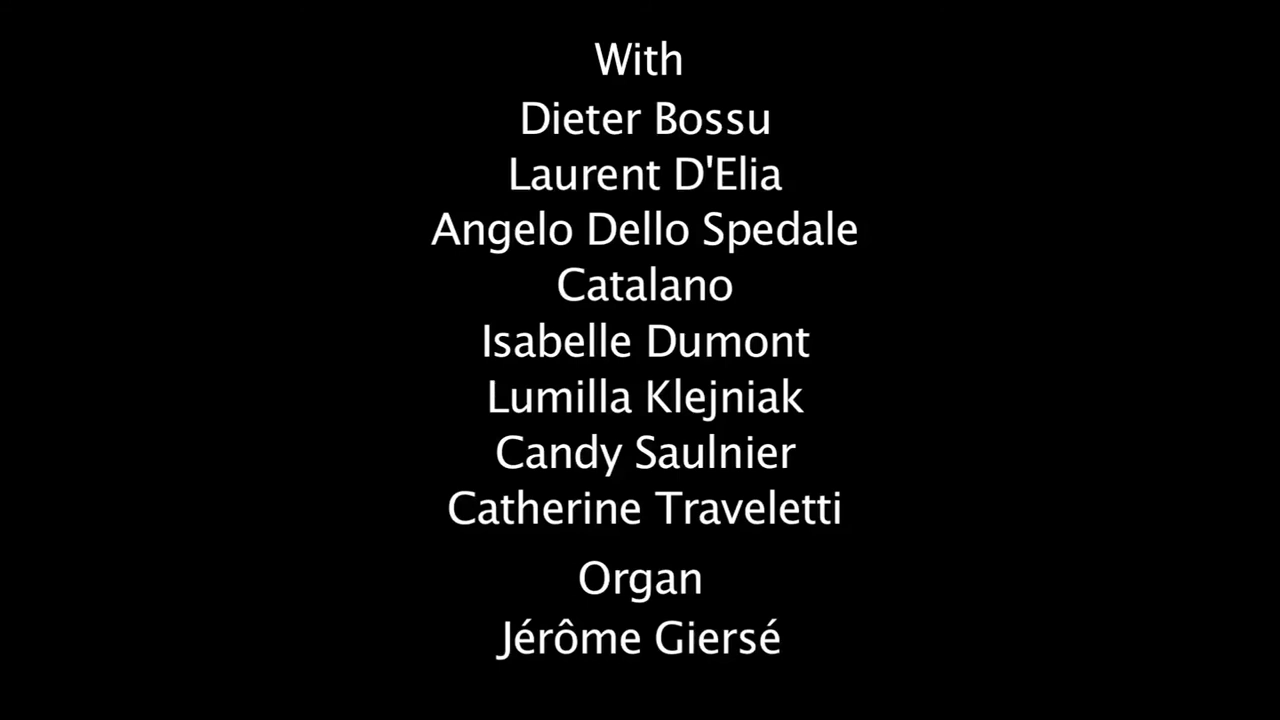 With
Dieter Bossu
Laurent D'Elia
Angelo Dello Spedale
Catalano
Isabelle Dumont
Lumilla Klejniak
Candy Saulnier
Catherine Traveletti
Organ
Jérôme Giersé